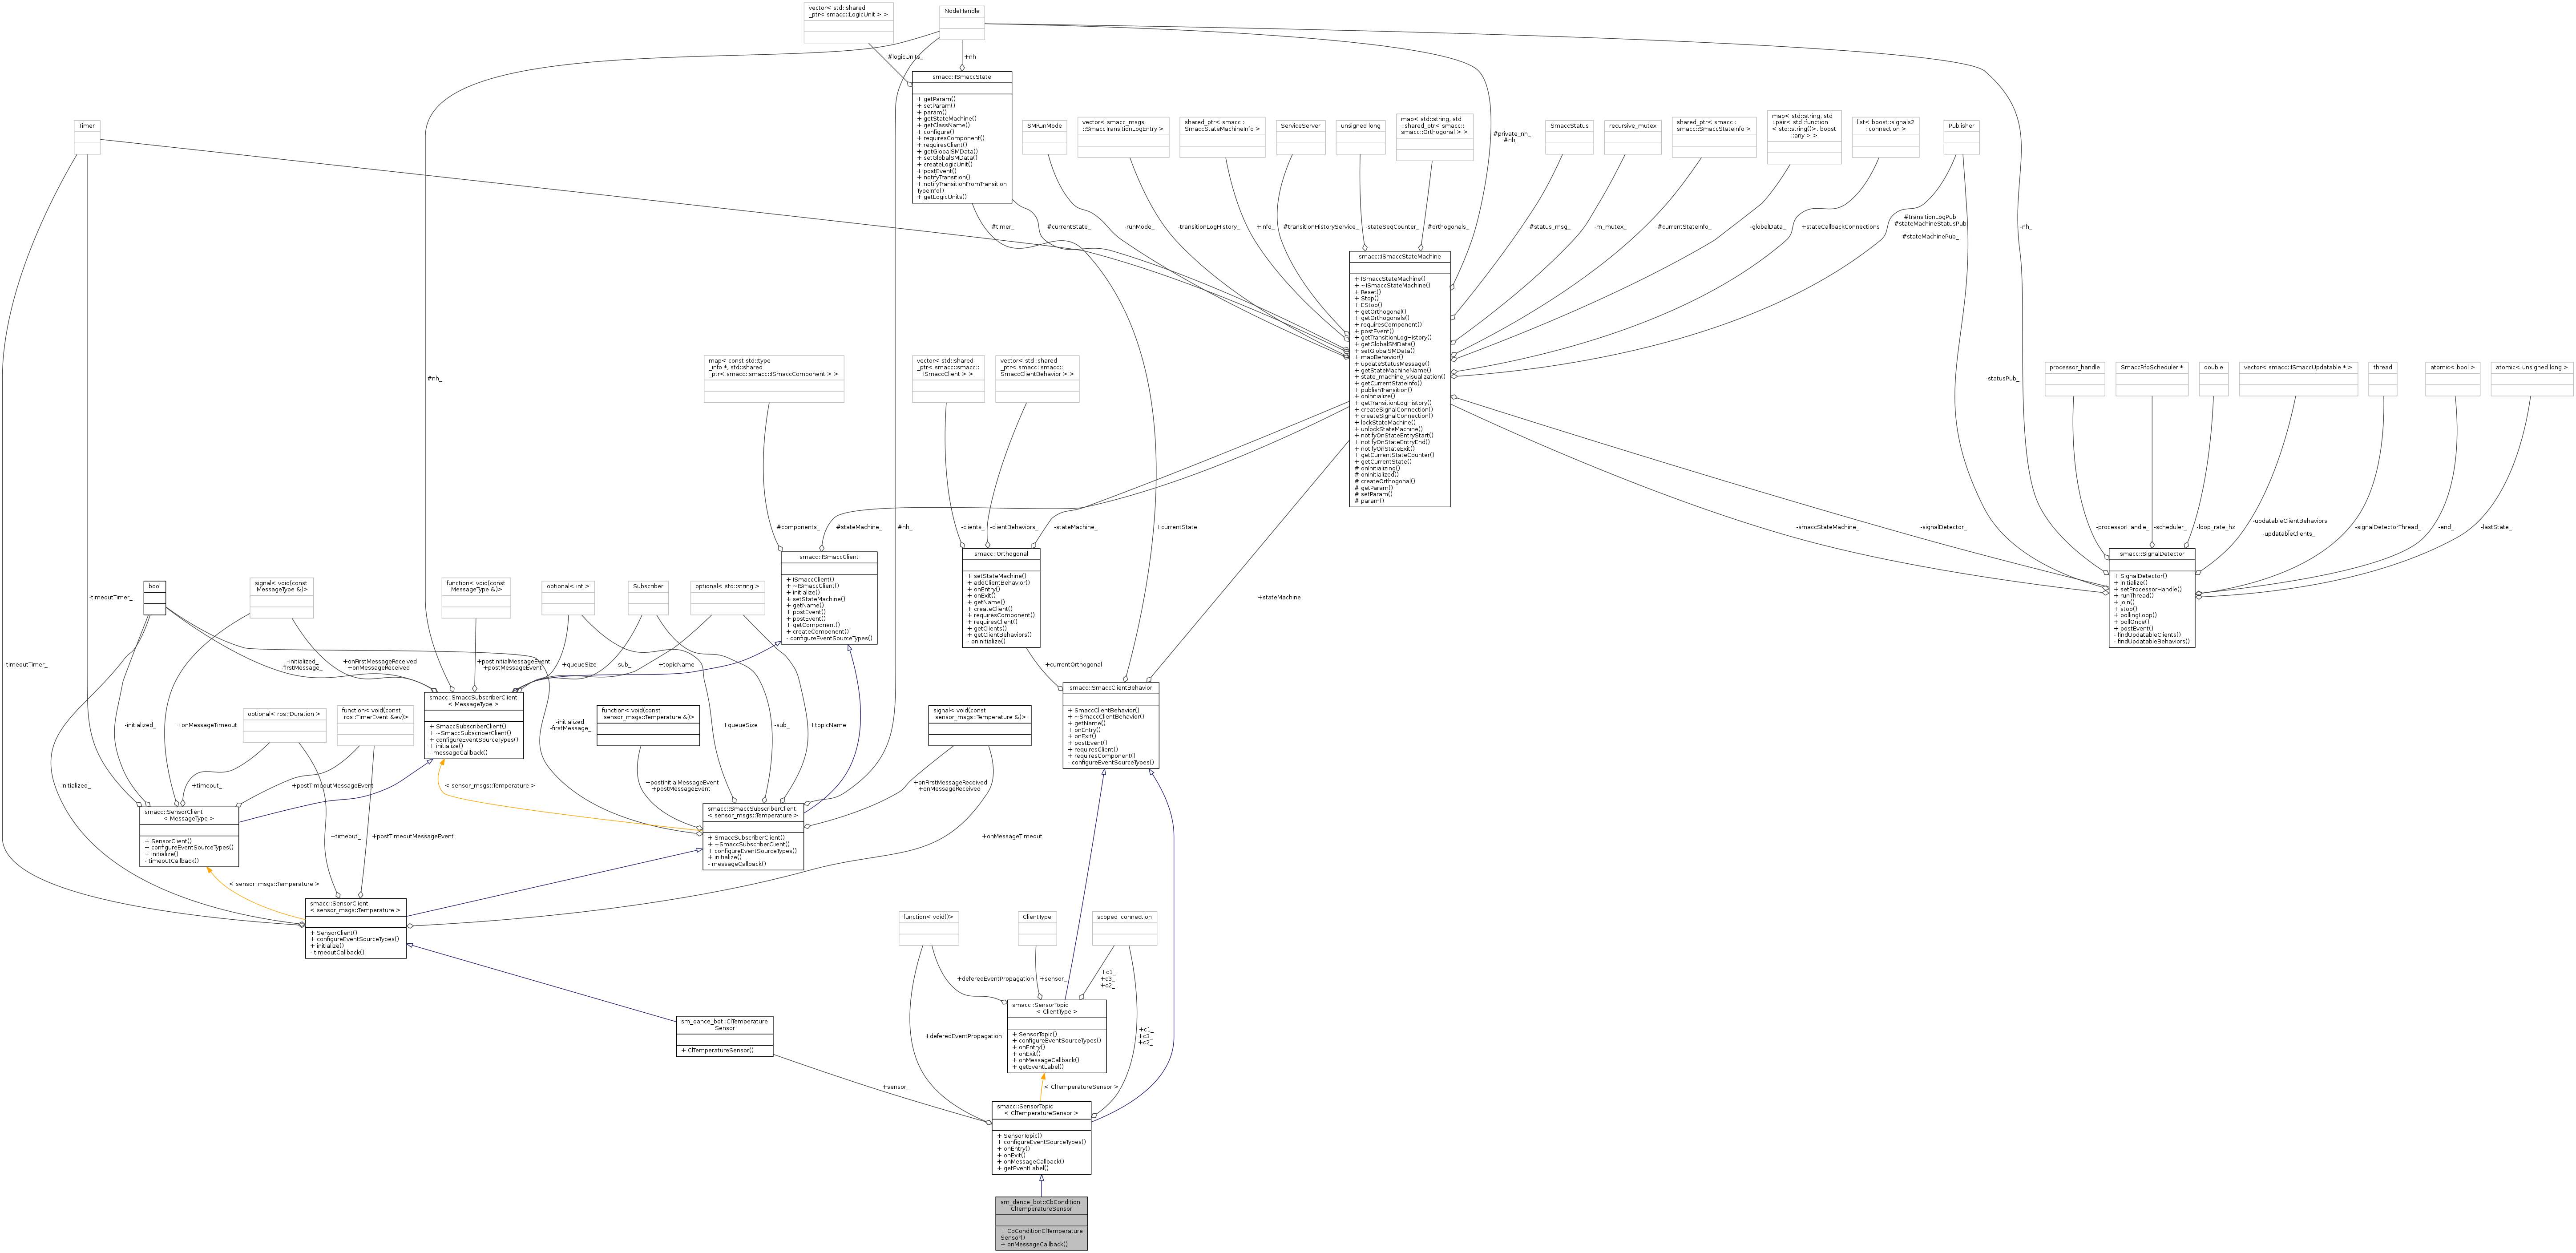 vector< std::shared
_ptr< smacc::LogicUnit > >
NodeHandle
#logicUnits_
+nh
smacc::ISmaccState
+ getParam()
+ setParam()
+ param()
+ getStateMachine()
+ getClassName()
+ configure()
+ requiresComponent()
+ requiresClient()
+ getGlobalSMData()
+ setGlobalSMData()
+ createLogicUnit()
+ postEvent()
+ notifyTransition()
+ notifyTransitionFromTransition
TypeInfo()
+ getLogicUnits()
Timer
SMRunMode
vector< smacc_msgs
::SmaccTransitionLogEntry >
shared_ptr< smacc::
SmaccStateMachineInfo >
ServiceServer
unsigned long
map< std::string, std
::shared_ptr< smacc::
smacc::Orthogonal > >
#private_nh_
#nh_
SmaccStatus
recursive_mutex
shared_ptr< smacc::
smacc::SmaccStateInfo >
map< std::string, std
::pair< std::function
< std::string()>, boost
::any > >
list< boost::signals2
::connection >
Publisher
#timer_
#currentState_
-runMode_
-transitionLogHistory_
+info_
#transitionHistoryService_
-stateSeqCounter_
#orthogonals_
#status_msg_
-m_mutex_
#currentStateInfo_
-globalData_
+stateCallbackConnections
#transitionLogPub_
#stateMachineStatusPub
_
#stateMachinePub_
-nh_
smacc::ISmaccStateMachine
+ ISmaccStateMachine()
+ ~ISmaccStateMachine()
+ Reset()
+ Stop()
+ EStop()
+ getOrthogonal()
+ getOrthogonals()
+ requiresComponent()
+ postEvent()
+ getTransitionLogHistory()
+ getGlobalSMData()
+ setGlobalSMData()
+ mapBehavior()
+ updateStatusMessage()
+ getStateMachineName()
+ state_machine_visualization()
+ getCurrentStateInfo()
+ publishTransition()
+ onInitialize()
+ getTransitionLogHistory()
+ createSignalConnection()
+ createSignalConnection()
+ lockStateMachine()
+ unlockStateMachine()
+ notifyOnStateEntryStart()
+ notifyOnStateEntryEnd()
+ notifyOnStateExit()
+ getCurrentStateCounter()
+ getCurrentState()
# onInitializing()
# onInitialized()
# createOrthogonal()
# getParam()
# setParam()
# param()
#nh_
map< const std::type
_info *, std::shared
_ptr< smacc::smacc::ISmaccComponent > >
vector< std::shared
_ptr< smacc::smacc::
ISmaccClient > >
vector< std::shared
_ptr< smacc::smacc::
SmaccClientBehavior > >
-statusPub_
processor_handle
SmaccFifoScheduler *
double
vector< smacc::ISmaccUpdatable * >
thread
atomic< bool >
atomic< unsigned long >
#components_
#stateMachine_
#nh_
-clients_
-clientBehaviors_
-stateMachine_
+currentState
-smaccStateMachine_
-signalDetector_
-processorHandle_
-scheduler_
-loop_rate_hz
-updatableClientBehaviors
_
-updatableClients_
-signalDetectorThread_
-end_
-lastState_
smacc::ISmaccClient
+ ISmaccClient()
+ ~ISmaccClient()
+ initialize()
+ setStateMachine()
+ getName()
+ postEvent()
+ postEvent()
+ getComponent()
+ createComponent()
- configureEventSourceTypes()
smacc::Orthogonal
+ setStateMachine()
+ addClientBehavior()
+ onEntry()
+ onExit()
+ getName()
+ createClient()
+ requiresComponent()
+ requiresClient()
+ getClients()
+ getClientBehaviors()
- onInitialize()
smacc::SignalDetector
+ SignalDetector()
+ initialize()
+ setProcessorHandle()
+ runThread()
+ join()
+ stop()
+ pollingLoop()
+ pollOnce()
+ postEvent()
- findUpdatableClients()
- findUpdatableBehaviors()
-timeoutTimer_
bool
signal< void(const
MessageType &)>
function< void(const
MessageType &)>
optional< int >
Subscriber
optional< std::string >
+stateMachine
-timeoutTimer_
-initialized_
-firstMessage_
+onFirstMessageReceived
+onMessageReceived
+postInitialMessageEvent
+postMessageEvent
+queueSize
-sub_
+topicName
+currentOrthogonal
smacc::SmaccSubscriberClient
< MessageType >
+ SmaccSubscriberClient()
+ ~SmaccSubscriberClient()
+ configureEventSourceTypes()
+ initialize()
- messageCallback()
smacc::SmaccClientBehavior
+ SmaccClientBehavior()
+ ~SmaccClientBehavior()
+ getName()
+ onEntry()
+ onExit()
+ postEvent()
+ requiresClient()
+ requiresComponent()
- configureEventSourceTypes()
-initialized_
+onMessageTimeout
optional< ros::Duration >
function< void(const
ros::TimerEvent &ev)>
-initialized_
-firstMessage_
function< void(const
sensor_msgs::Temperature &)>
+queueSize
-sub_
+topicName
signal< void(const
sensor_msgs::Temperature &)>
-initialized_
+timeout_
+postTimeoutMessageEvent
< sensor_msgs::Temperature >
+postInitialMessageEvent
+postMessageEvent
+onFirstMessageReceived
+onMessageReceived
smacc::SensorClient
< MessageType >
+ SensorClient()
+ configureEventSourceTypes()
+ initialize()
- timeoutCallback()
+timeout_
+postTimeoutMessageEvent
smacc::SmaccSubscriberClient
< sensor_msgs::Temperature >
+ SmaccSubscriberClient()
+ ~SmaccSubscriberClient()
+ configureEventSourceTypes()
+ initialize()
- messageCallback()
+onMessageTimeout
< sensor_msgs::Temperature >
smacc::SensorClient
< sensor_msgs::Temperature >
+ SensorClient()
+ configureEventSourceTypes()
+ initialize()
- timeoutCallback()
function< void()>
ClientType
scoped_connection
+deferedEventPropagation
+sensor_
+c1_
+c3_
+c2_
smacc::SensorTopic
< ClientType >
+ SensorTopic()
+ configureEventSourceTypes()
+ onEntry()
+ onExit()
+ onMessageCallback()
+ getEventLabel()
sm_dance_bot::ClTemperature
Sensor
+ ClTemperatureSensor()
+deferedEventPropagation
+c1_
+c3_
+c2_
+sensor_
< ClTemperatureSensor >
smacc::SensorTopic
< ClTemperatureSensor >
+ SensorTopic()
+ configureEventSourceTypes()
+ onEntry()
+ onExit()
+ onMessageCallback()
+ getEventLabel()
sm_dance_bot::CbCondition
ClTemperatureSensor
+ CbConditionClTemperature
Sensor()
+ onMessageCallback()